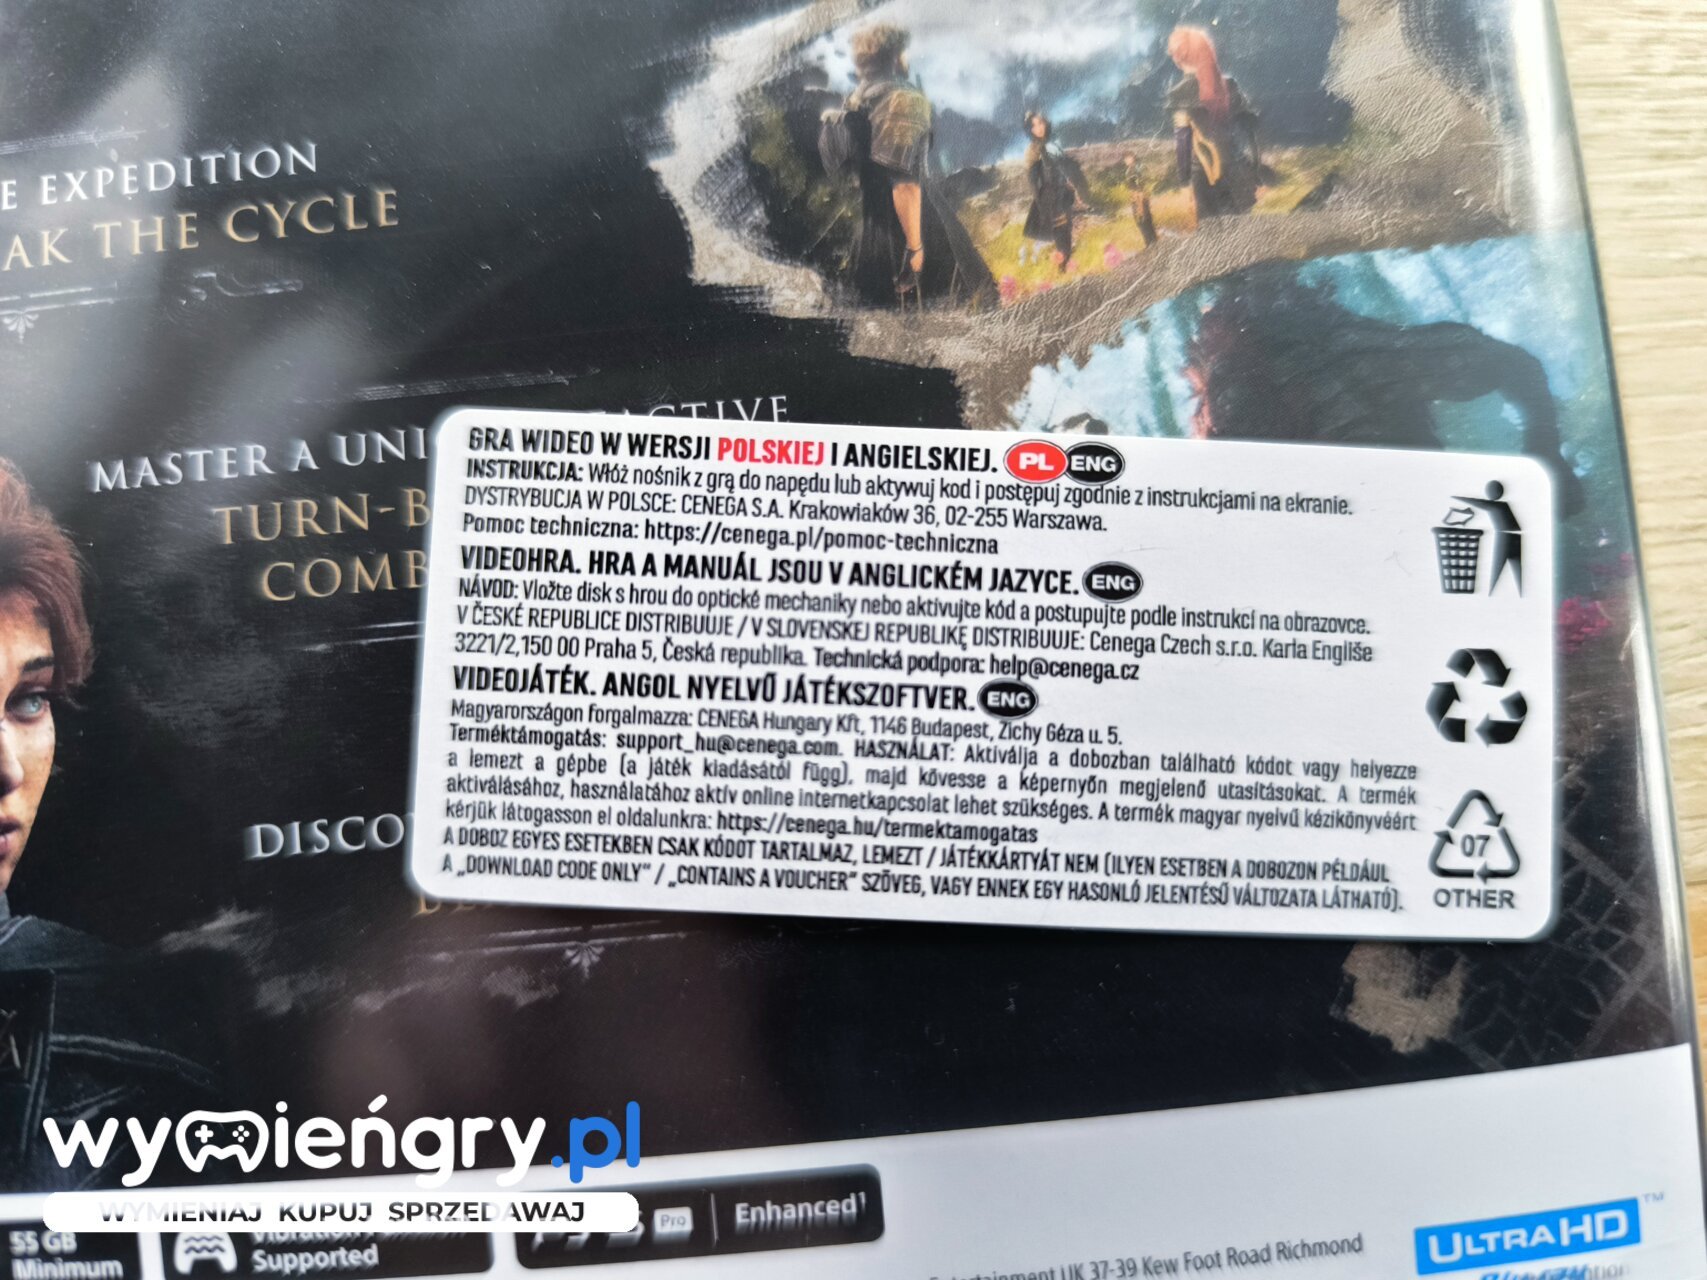 E EXPEDITION
AK THE CYCLE
MASTER A UNI ACTIVE
TURN-B
COMB
DISCO
GRA WIDEO W WERSJI POLSKIEJ I ANGIELSKIEJ. PL ENG
INSTRUKCJA: Włóż nośnik z grą do napędu lub aktywuj kod i postępuj zgodnie z instrukcjami na ekranie.
DYSTRYBUCJA W POLSCE: CENEGA S.A. Krakowiaków 36, 02-255 Warszawa.
Pomoc techniczna: https://cenega.pl/pomoc-techniczna
VIDEOHRA. HRA A MANUÁL JSOU V ANGLICKÉM JAZYCE. ENG
NÁVOD: Vložte disk s hrou do optické mechaniky nebo aktivujte kód a postupujte podle instrukcí na obrazovce.
V ČESKÉ REPUBLICE DISTRIBUUJE / V SLOVENSKEJ REPUBLIKĘ DISTRIBUUJE: Cenega Czech s.r.o. Karla Engliše
3221/2, 150 00 Praha 5, Česká republika. Technická podpora: help@cenega.cz
VIDEOJÁTÉK. ANGOL NYELVŰ JÁTÉKSZOFTVER. ENG
Magyarországon forgalmazza: CENEGA Hungary Kft, 1146 Budapest, Zichy Géza u. 5.
Terméktámogatás: support_hu@cenega.com. HASZNÁLAT: Aktiválja a dobozban található kódot vagy helyezze
a lemezt a gépbe (a játék kiadásától függ), majd kövesse a képernyőn megjelenő utasításokat. A termék
aktiválásához, használatához aktív online internetkapcsolat lehet szükséges. A termék magyar nyelvű kézikönyvéért
kérjük látogasson el oldalunkra: https://cenega.hu/termektamogatas
A DOBOZ EGYES ESETEKBEN CSAK KÓDOT TARTALMAZ, LEMEZT / JÁTÉKKÁRTYÁT NEM (ILYEN ESETBEN A DOBOZON PÉLDÁUL
A „DOWNLOAD CODE ONLY" / „CONTAINS A VOUCHER" SZÖVEG, VAGY ENNEK EGY HASONLÓ JELENTÉSŰ VÁLTOZATA LÁTHATÓ).
07
OTHER
wymieńgry.pl
WYMIENIAJ KUPUJ SPRZEDAWAJ
55 GB
Minimum
Supported
Pro
Enhanced¹
UK 37-39 Kew Foot Road Richmond
ULTRAHD™